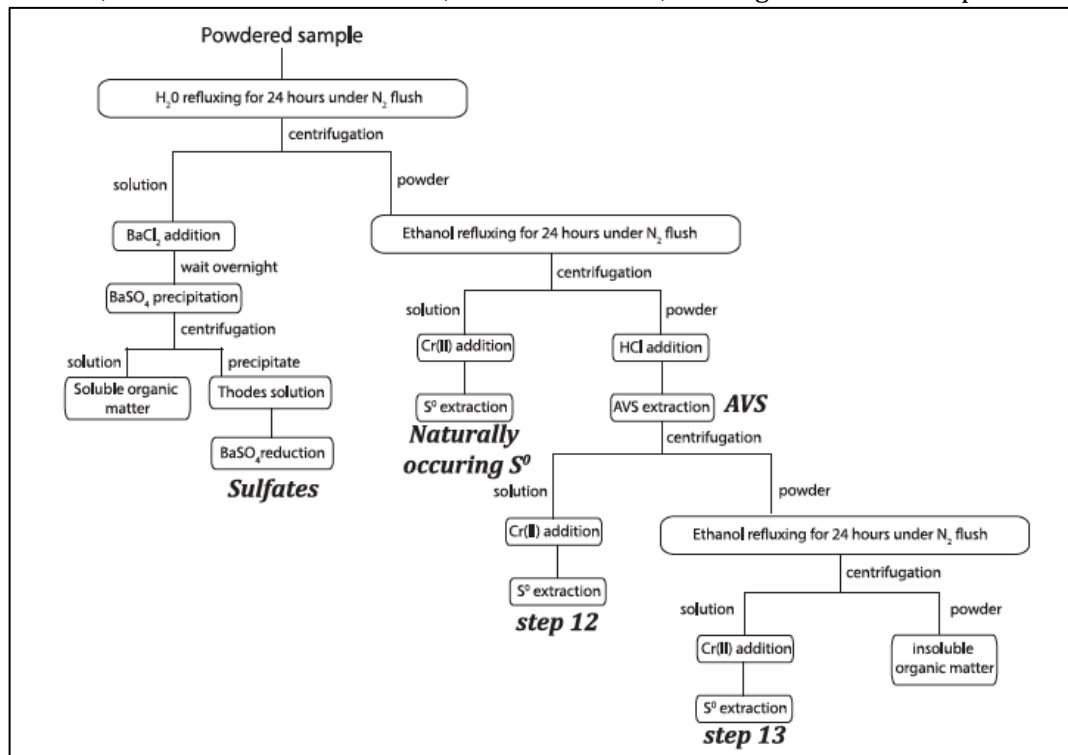 Powdered sample
H20 refluxing for 24 hours under N2 flush
centrifugation
solution
powder
BaCl2 addition
Ethanol refluxing for 24 hours under N2 flush
wait overnight
centrifugation
BaSO4 precipitation
solution
powder
centrifugation
Cr(II) addition
HCl addition
solution
precipitate
Soluble organic
matter
Thodes solution
S0 extraction
AVS extraction
AVS
Naturally
occuring S0
centrifugation
BaSO4reduction
Sulfates
solution
powder
Cr(II) addition
Ethanol refluxing for 24 hours under N2 flush
centrifugation
S0 extraction
step 12
solution
powder
Cr(II) addition
insoluble
organic matter
S0 extraction
step 13